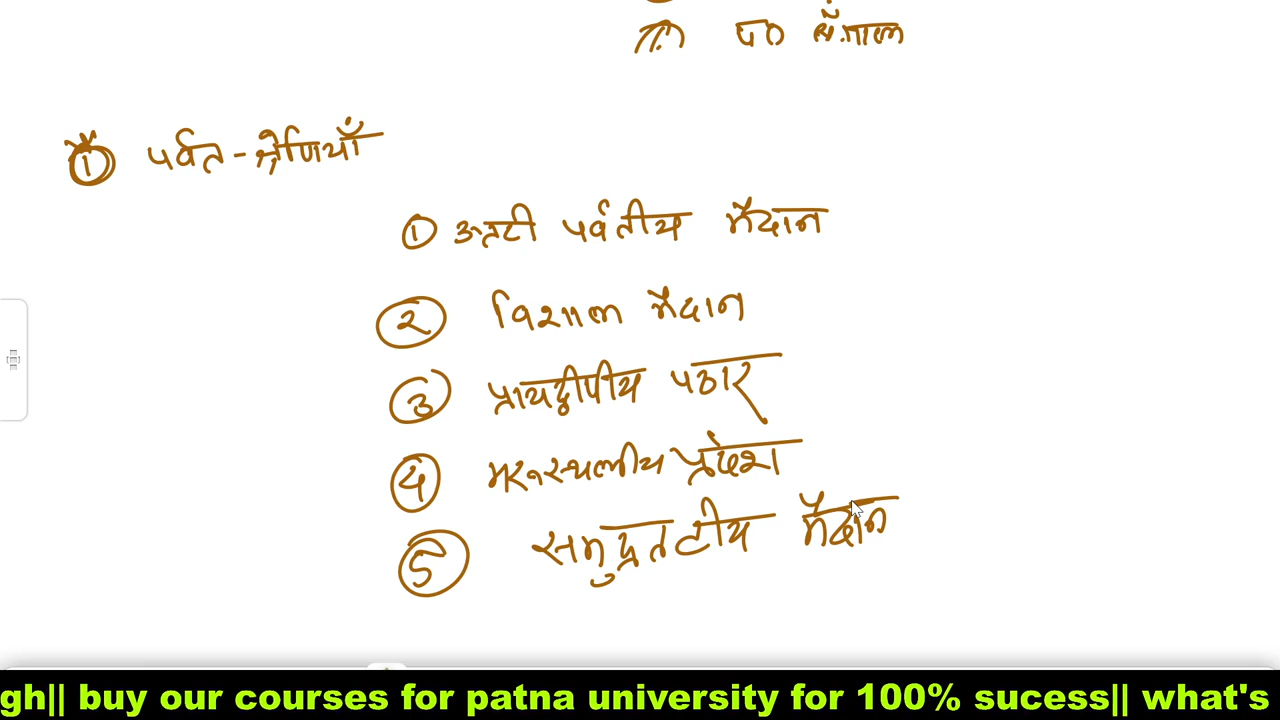 प० बंगाल
① पर्वत-श्रेणियाँ
① उत्तरी पर्वतीय मैदान
② विशाल मैदान
③ प्रायद्वीपीय पठार
④ मरूस्थलीय प्रदेश
⑤ समुद्रतटीय मैदान
gh|| buy our courses for patna university for 100% sucess|| what's